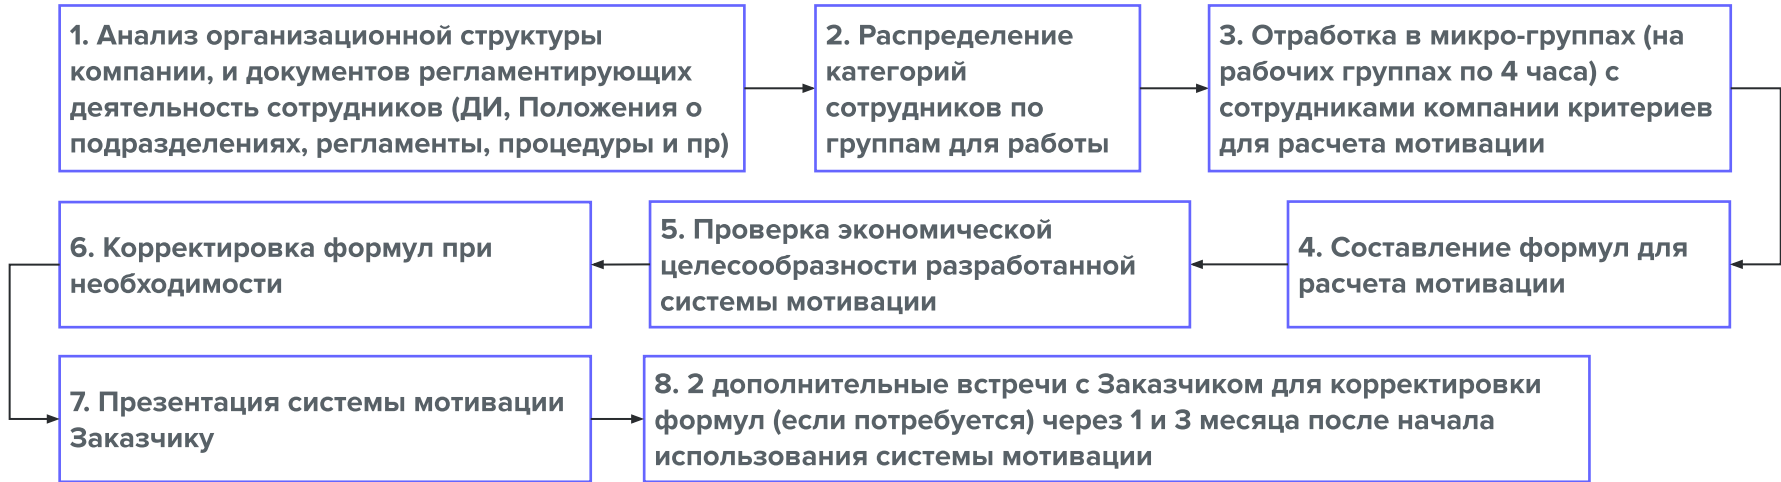 1. Анализ организационной структуры
компании, и документов регламентирующих
деятельность сотрудников (ДИ, Положения о
подразделениях, регламенты, процедуры и пр)
2. Распределение
категорий
сотрудников по
группам для работы
3. Отработка в микро-группах (на
рабочих группах по 4 часа) с
сотрудниками компании критериев
для расчета мотивации
4. Составление формул для
расчета мотивации
5. Проверка экономической
целесообразности разработанной
системы мотивации
6. Корректировка формул при
необходимости
7. Презентация системы мотивации
Заказчику
8. 2 дополнительные встречи с Заказчиком для корректировки
формул (если потребуется) через 1 и 3 месяца после начала
использования системы мотивации